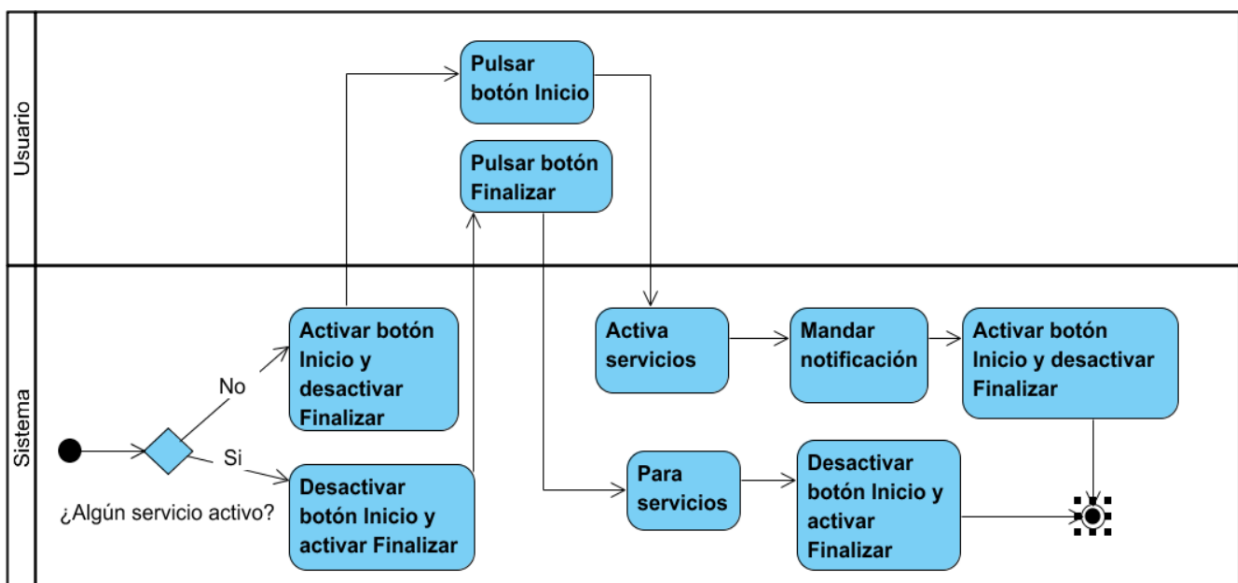 Usuario
Pulsar
botón Inicio
Pulsar botón
Finalizar
Sistema
¿Algún servicio activo?
No
Si
Activar botón
Inicio y
desactivar
Finalizar
Desactivar
botón Inicio y
activar Finalizar
Activa
servicios
Mandar
notificación
Activar botón
Inicio y desactivar
Finalizar
Para
servicios
Desactivar
botón Inicio y
activar
Finalizar